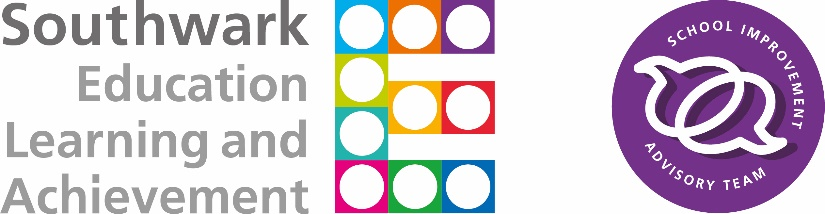 Southwark
Education
Learning and
Achievement
SCHOOL IMPROVEMENT
ADVISORY TEAM